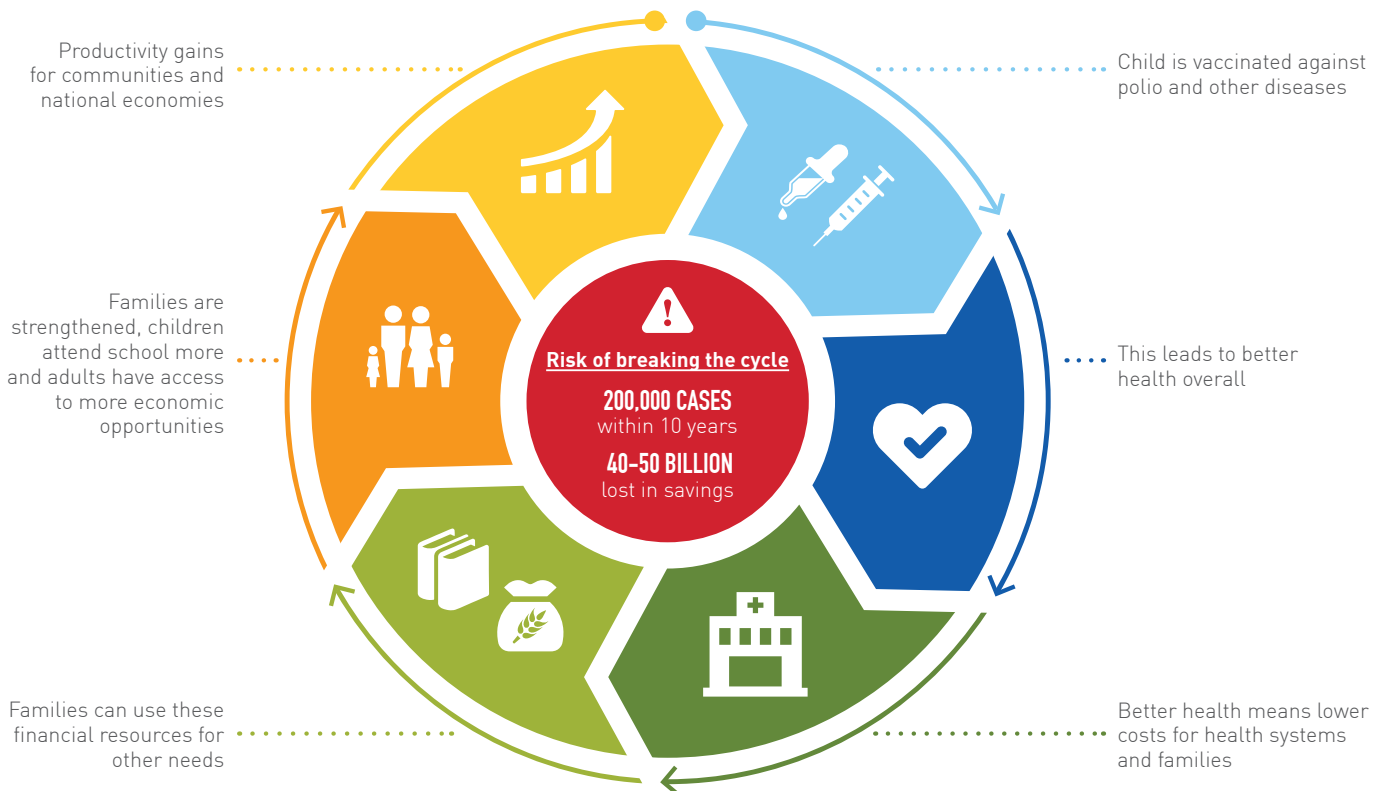 Child is vaccinated against
polio and other diseases
This leads to better
health overall
Better health means lower
costs for health systems
and families
Families can use these
financial resources for
other needs
Families are
strengthened, children
attend school more
and adults have access
to more economic
opportunities
Productivity gains
for communities and
national economies
Risk of breaking the cycle
200,000 CASES
within 10 years
40-50 BILLION
lost in savings